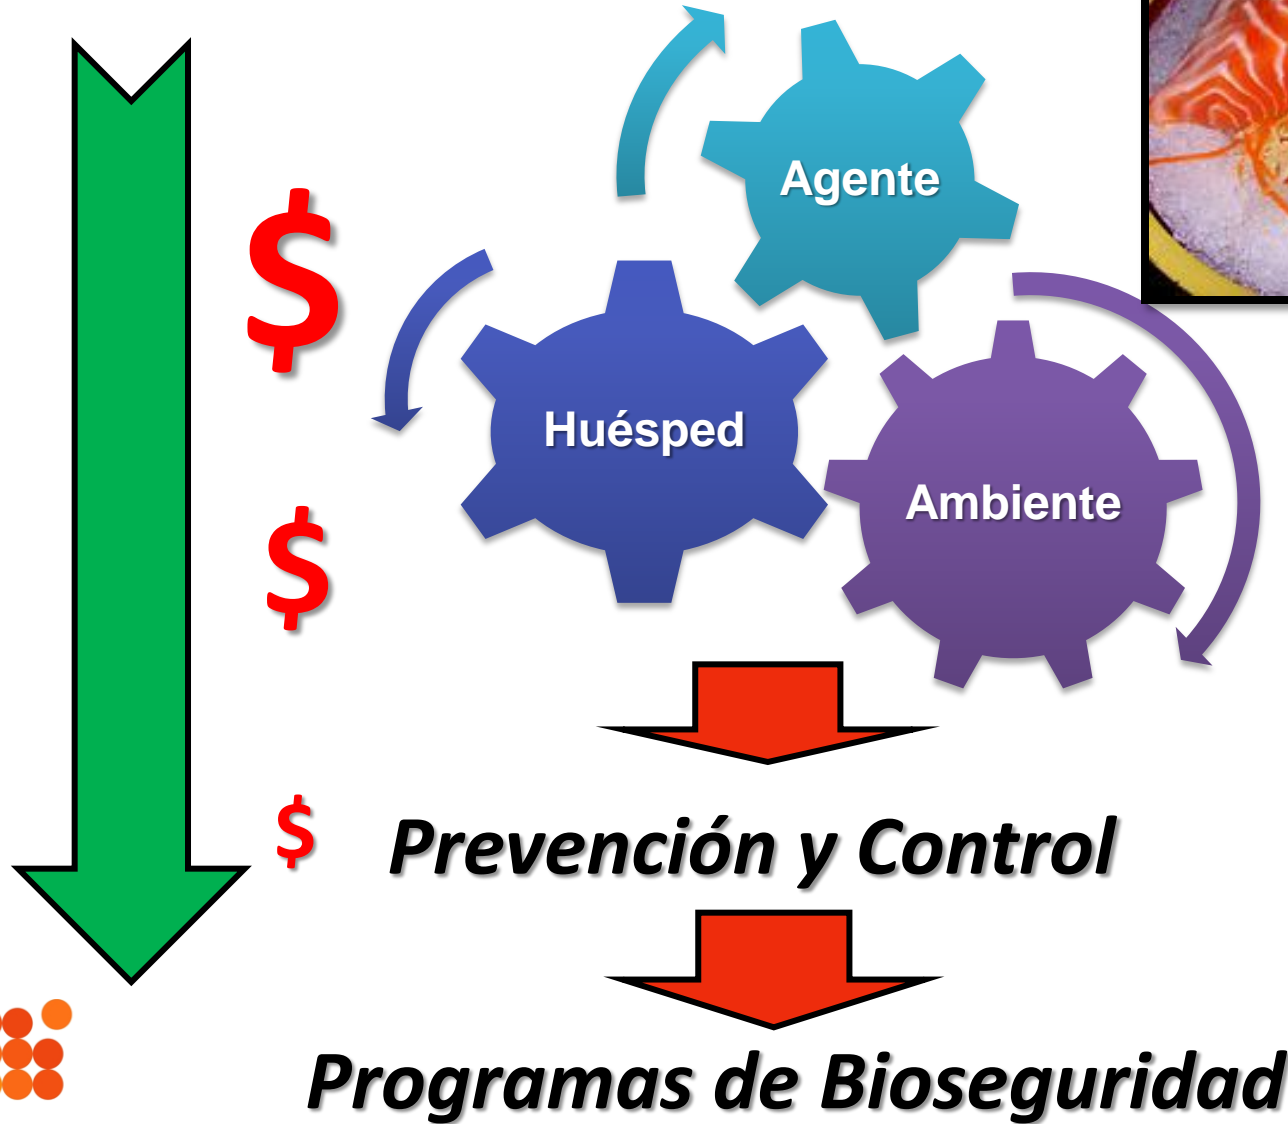 Agente
$
Huésped
Ambiente
$
$
Prevención y Control
Programas de Bioseguridad